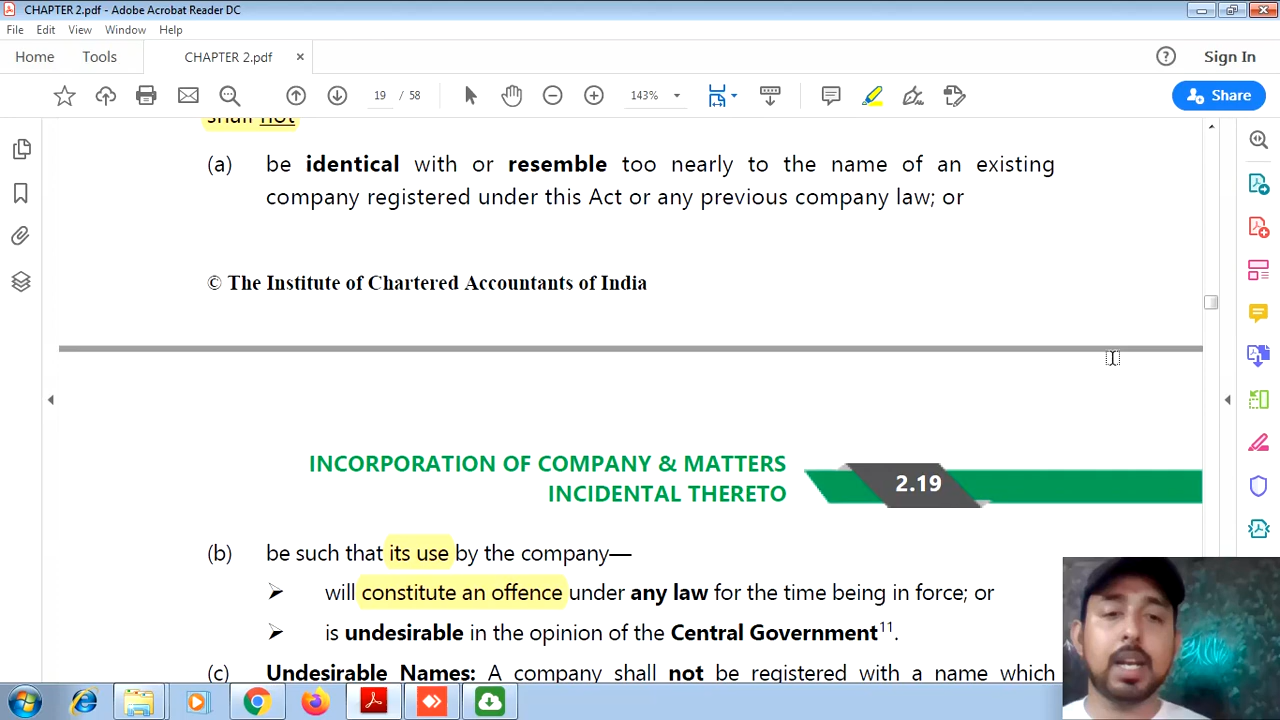 CHAPTER 2.pdf - Adobe Acrobat Reader DC
File Edit View Window Help
Home Tools CHAPTER 2.pdf × Sign In
19 / 58 143% Share
shall not
(a) be identical with or resemble too nearly to the name of an existing
company registered under this Act or any previous company law; or
© The Institute of Chartered Accountants of India
INCORPORATION OF COMPANY & MATTERS
INCIDENTAL THERETO
2.19
(b) be such that its use by the company—
➢ will constitute an offence under any law for the time being in force; or
➢ is undesirable in the opinion of the Central Government11.
(c) Undesirable Names: A company shall not be registered with a name which